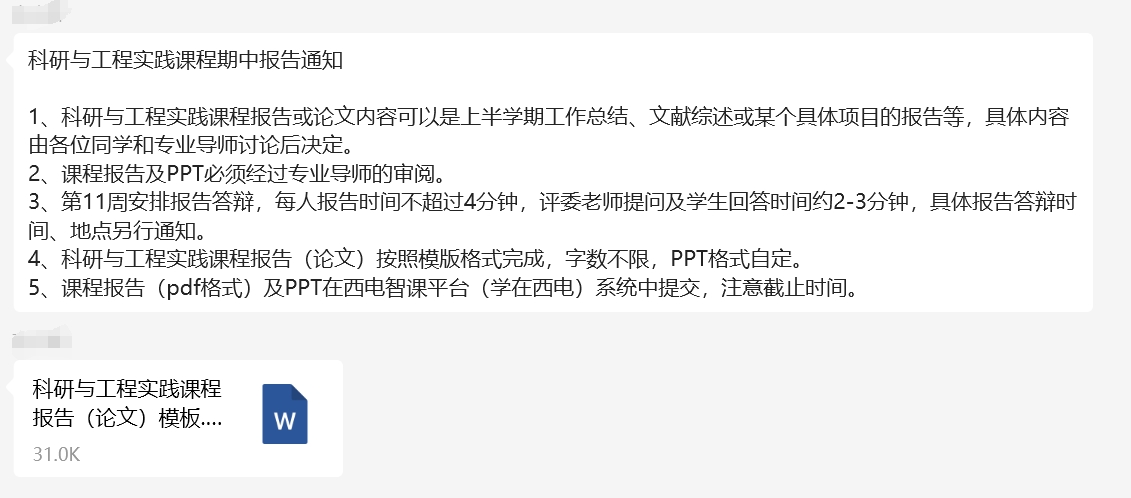 科研与工程实践课程期中报告通知
1、科研与工程实践课程报告或论文内容可以是上半学期工作总结、文献综述或某个具体项目的报告等，具体内容
由各位同学和专业导师讨论后决定。
2、课程报告及PPT必须经过专业导师的审阅。
3、第11周安排报告答辩，每人报告时间不超过4分钟，评委老师提问及学生回答时间约2-3分钟，具体报告答辩时
间、地点另行通知。
4、科研与工程实践课程报告（论文）按照模版格式完成，字数不限，PPT格式自定。
5、课程报告（pdf格式）及PPT在西电智课平台（学在西电）系统中提交，注意截止时间。
科研与工程实践课程
报告（论文）模板....
W
31.0K